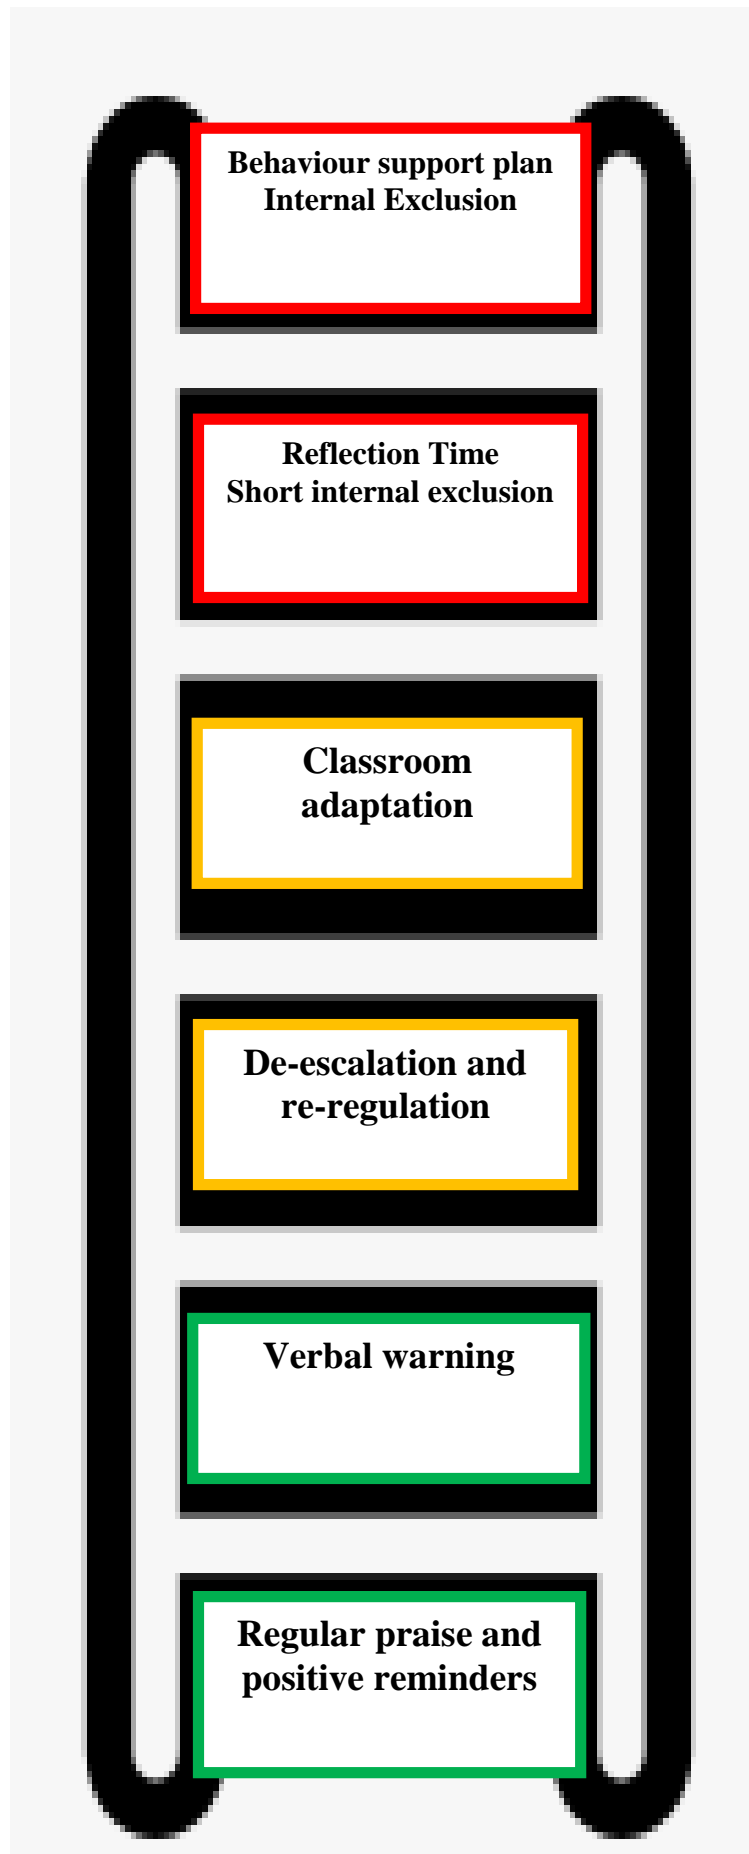 Behaviour support plan
Internal Exclusion
Reflection Time
Short internal exclusion
Classroom
adaptation
De-escalation and
re-regulation
Verbal warning
Regular praise and
positive reminders